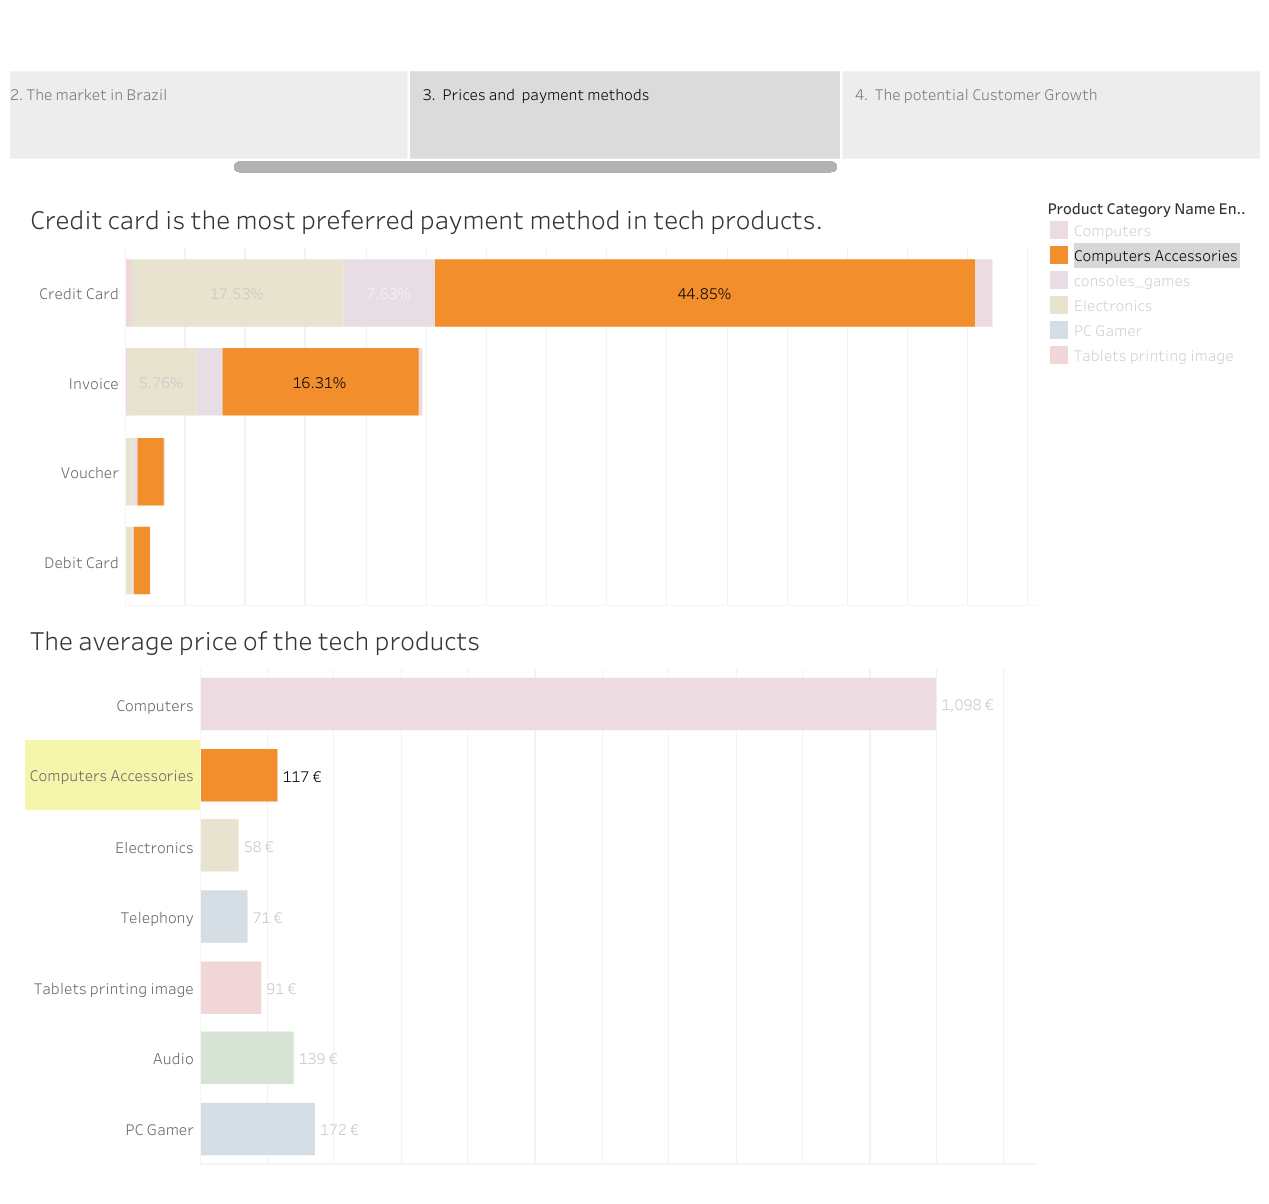 2. The market in Brazil
3. Prices and payment methods
4. The potential Customer Growth
Credit card is the most preferred payment method in tech products.
Product Category Name En..
Computers
Computers Accessories
consoles_games
Electronics
PC Gamer
Tablets printing image
Credit Card
17.53%
7.63%
44.85%
Invoice
5.76%
16.31%
Voucher
Debit Card
The average price of the tech products
Computers
1,098 €
Computers Accessories
117 €
Electronics
58 €
Telephony
71 €
Tablets printing image
91 €
Audio
139 €
PC Gamer
172 €